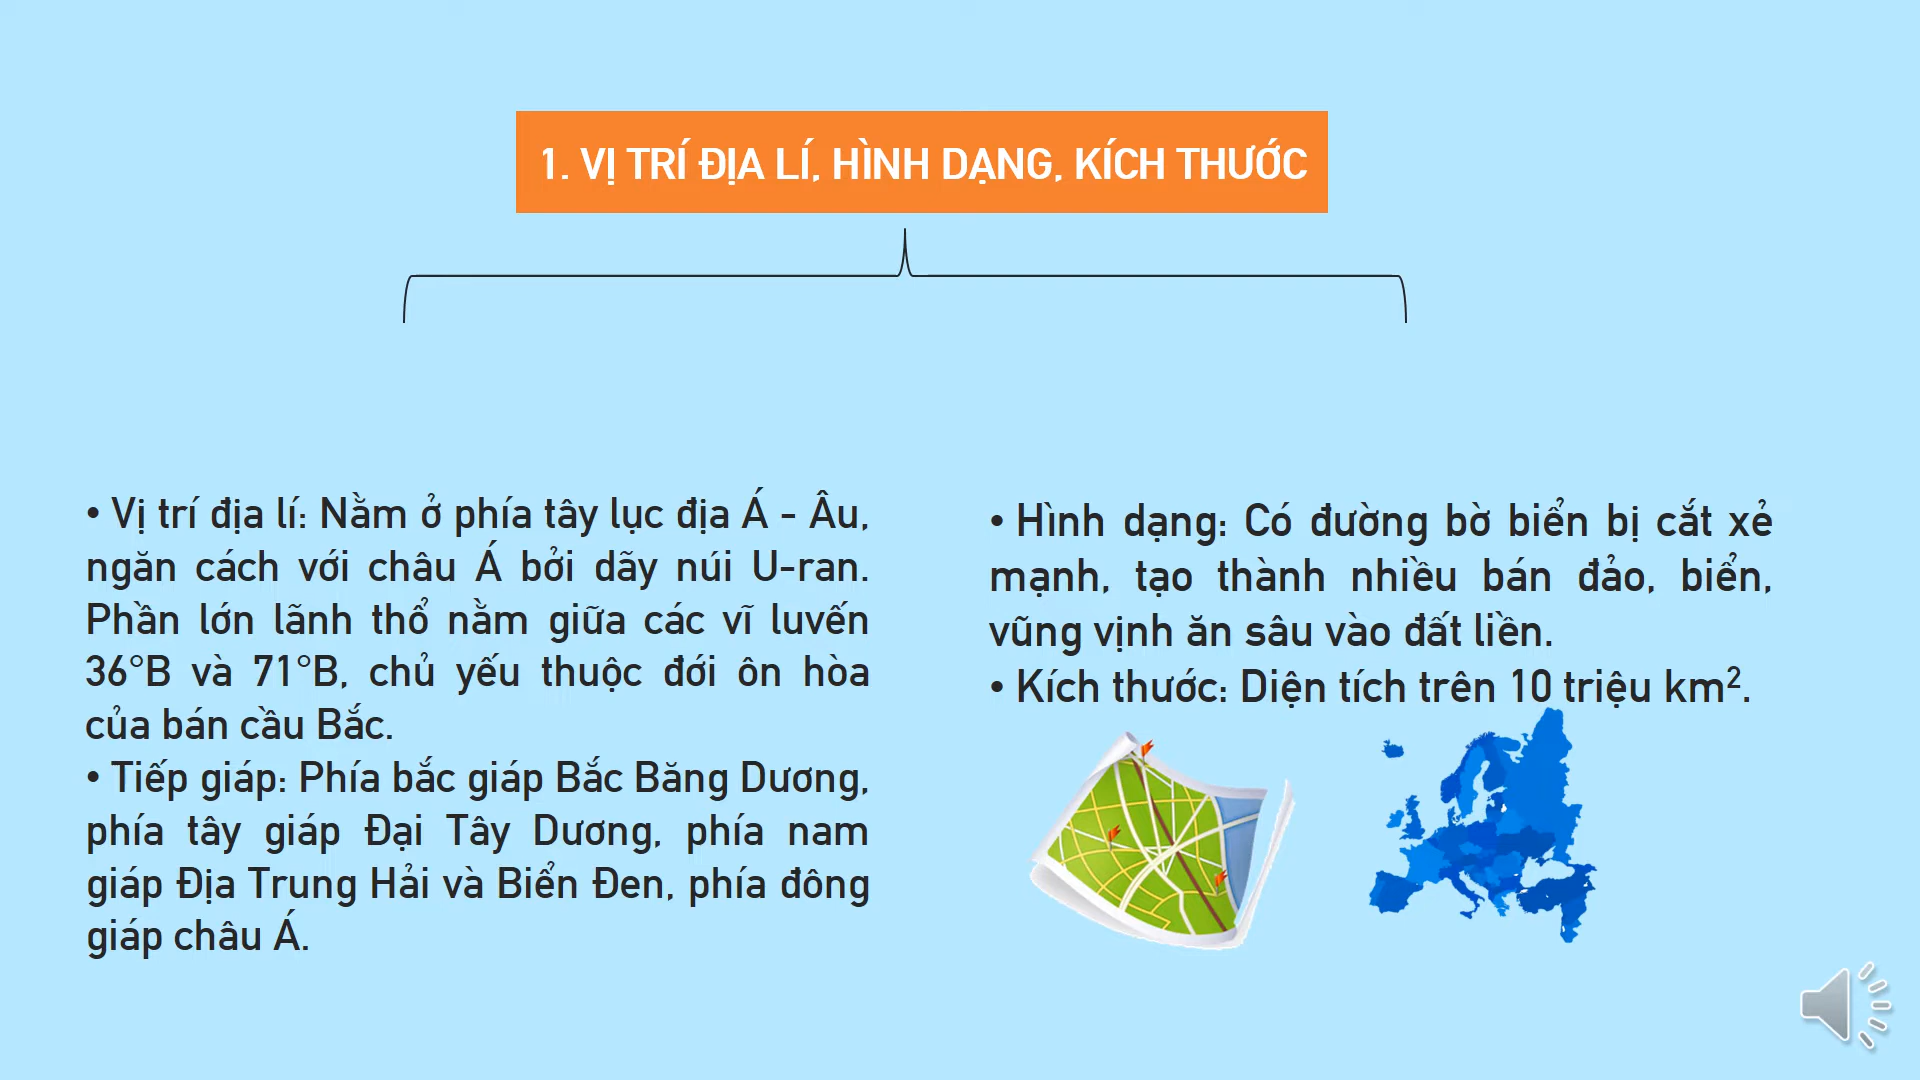 1. VỊ TRÍ ĐỊA LÍ, HÌNH DẠNG, KÍCH THƯỚC
• Vị trí địa lí: Nằm ở phía tây lục địa Á - Âu,
ngăn cách với châu Á bởi dãy núi U-ran.
Phần lớn lãnh thổ nằm giữa các vĩ luvến
36°B và 71°B, chủ yếu thuộc đới ôn hòa
của bán cầu Bắc.
• Tiếp giáp: Phía bắc giáp Bắc Băng Dương,
phía tây giáp Đại Tây Dương, phía nam
giáp Địa Trung Hải và Biển Đen, phía đông
giáp châu Á.
• Hình dạng: Có đường bờ biển bị cắt xẻ
mạnh, tạo thành nhiều bán đảo, biển,
vũng vịnh ăn sâu vào đất liền.
• Kích thước: Diện tích trên 10 triệu km².